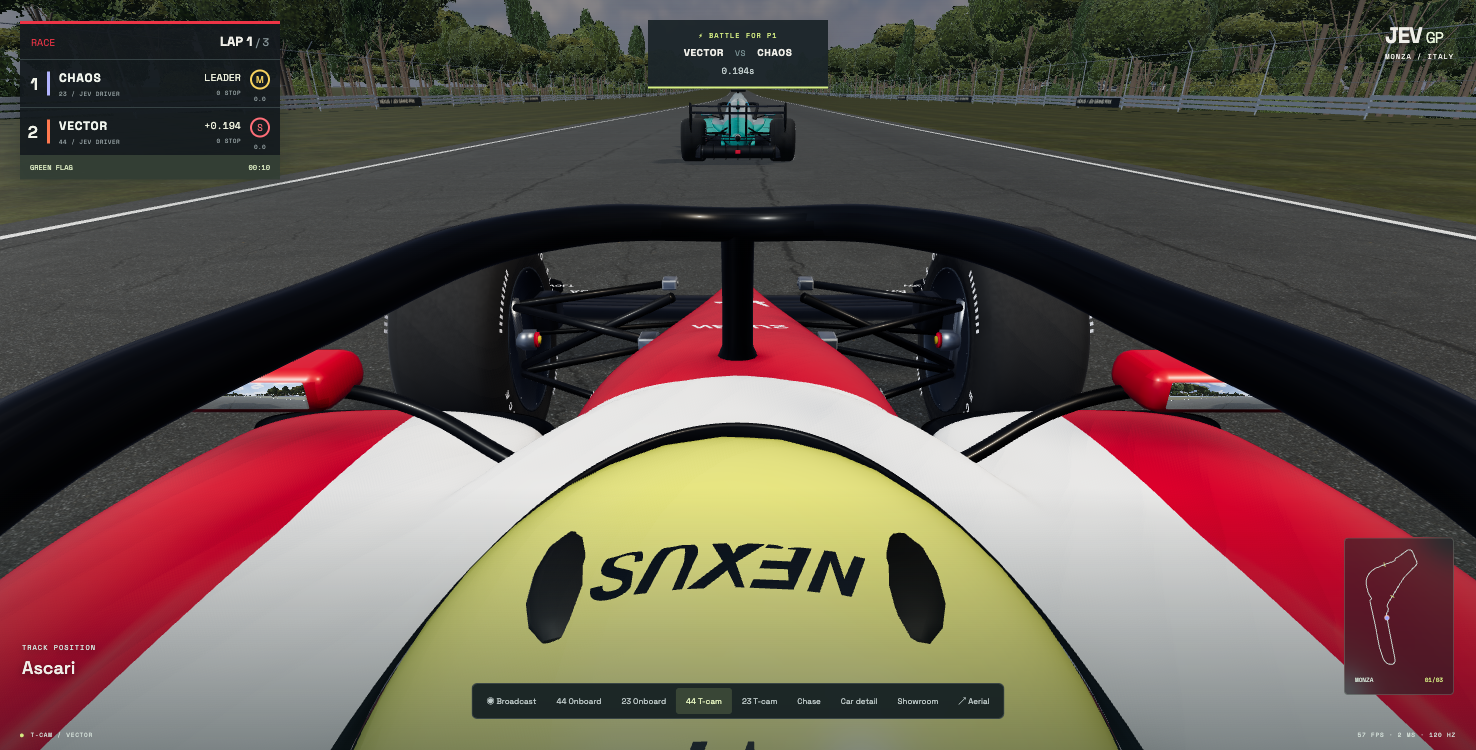 RACE
LAP 1 / 3
1 CHAOS LEADER M
23 / JEV DRIVER 0 STOP 0.0
2 VECTOR +0.194 S
44 / JEV DRIVER 0 STOP 0.0
GREEN FLAG 00:10
⚡ BATTLE FOR P1
VECTOR VS CHAOS
0.194s
JEV GP
MONZA / ITALY
NEXUS
NEXUS
TRACK POSITION
Ascari
Broadcast 44 Onboard 23 Onboard 44 T-cam 23 T-cam Chase Car detail Showroom Aerial
MONZA 01/03
T-CAM / VECTOR
57 FPS · 2 MS · 120 HZ